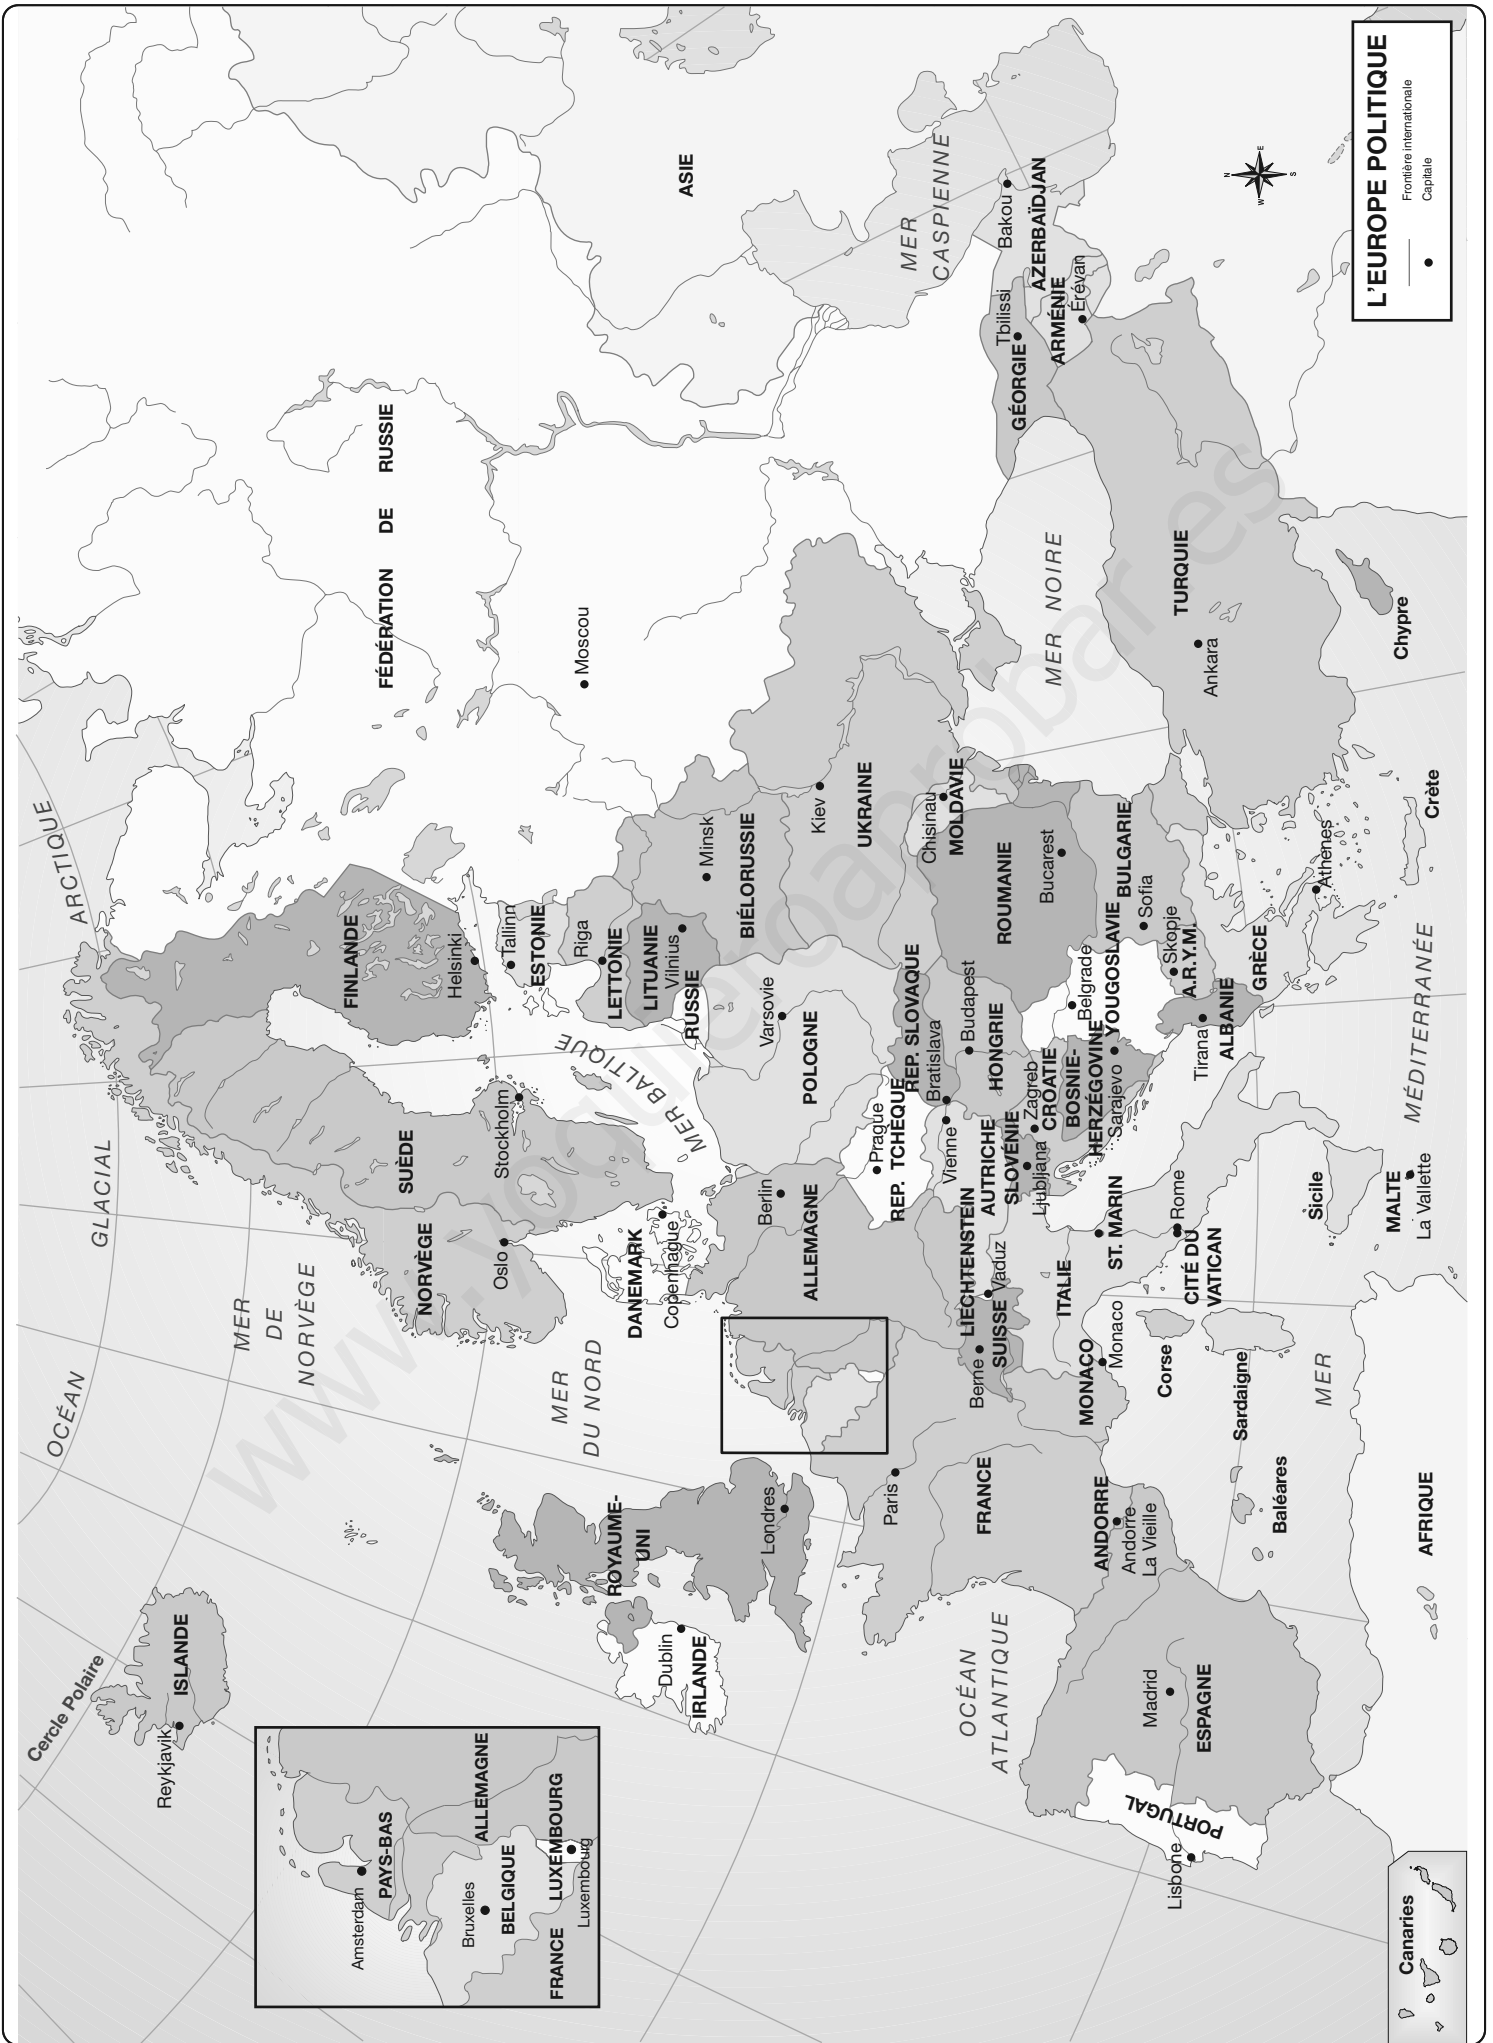 L'EUROPE POLITIQUE
Frontière internationale
Capitale
N
E
S
W
OCÉAN
GLACIAL
ARCTIQUE
Cercle Polaire
ISLANDE
Reykjavik
MER
DE
NORVÈGE
NORVÈGE
Oslo
SUÈDE
Stockholm
FINLANDE
Helsinki
FÉDÉRATION DE RUSSIE
Moscou
ASIE
Tallinn
ESTONIE
Riga
LETTONIE
LITUANIE
Vilnius
RUSSIE
MER BALTIQUE
Minsk
BIÉLORUSSIE
MER
DU NORD
DANEMARK
Copenhague
ROYAUME-
UNI
Londres
Dublin
IRLANDE
Berlin
ALLEMAGNE
Varsovie
POLOGNE
Kiev
UKRAINE
Chisinau
MOLDAVIE
Prague
REP. TCHEQUE
REP. SLOVAQUE
Bratislava
Vienne
AUTRICHE
Budapest
HONGRIE
ROUMANIE
Bucarest
LIECHTENSTEIN
Vaduz
SUISSE
Berne
Paris
FRANCE
SLOVÉNIE
Ljubljana
Zagreb
CROATIE
BOSNIE-
HERZÉGOVINE
Sarajevo
Belgrade
YOUGOSLAVIE
BULGARIE
Sofia
Skopje
A.R.Y.M.
Tirana
ALBANIE
GRÈCE
Athènes
Crète
ITALIE
ST. MARIN
Rome
CITÉ DU
VATICAN
MONACO
Monaco
Corse
Sardaigne
Sicile
MALTE
La Vallette
ANDORRE
Andorre
La Vieille
Baléares
OCÉAN
ATLANTIQUE
Madrid
ESPAGNE
PORTUGAL
Lisbone
Canaries
AFRIQUE
MER
MÉDITERRANÉE
MER NOIRE
TURQUIE
Ankara
Chypre
GÉORGIE
Tbilissi
ARMÉNIE
Érévan
AZERBAÏDJAN
Bakou
MER
CASPIENNE
Amsterdam
PAYS-BAS
ALLEMAGNE
Bruxelles
BELGIQUE
LUXEMBOURG
Luxembourg
FRANCE
www.yoquieroaprobar.es